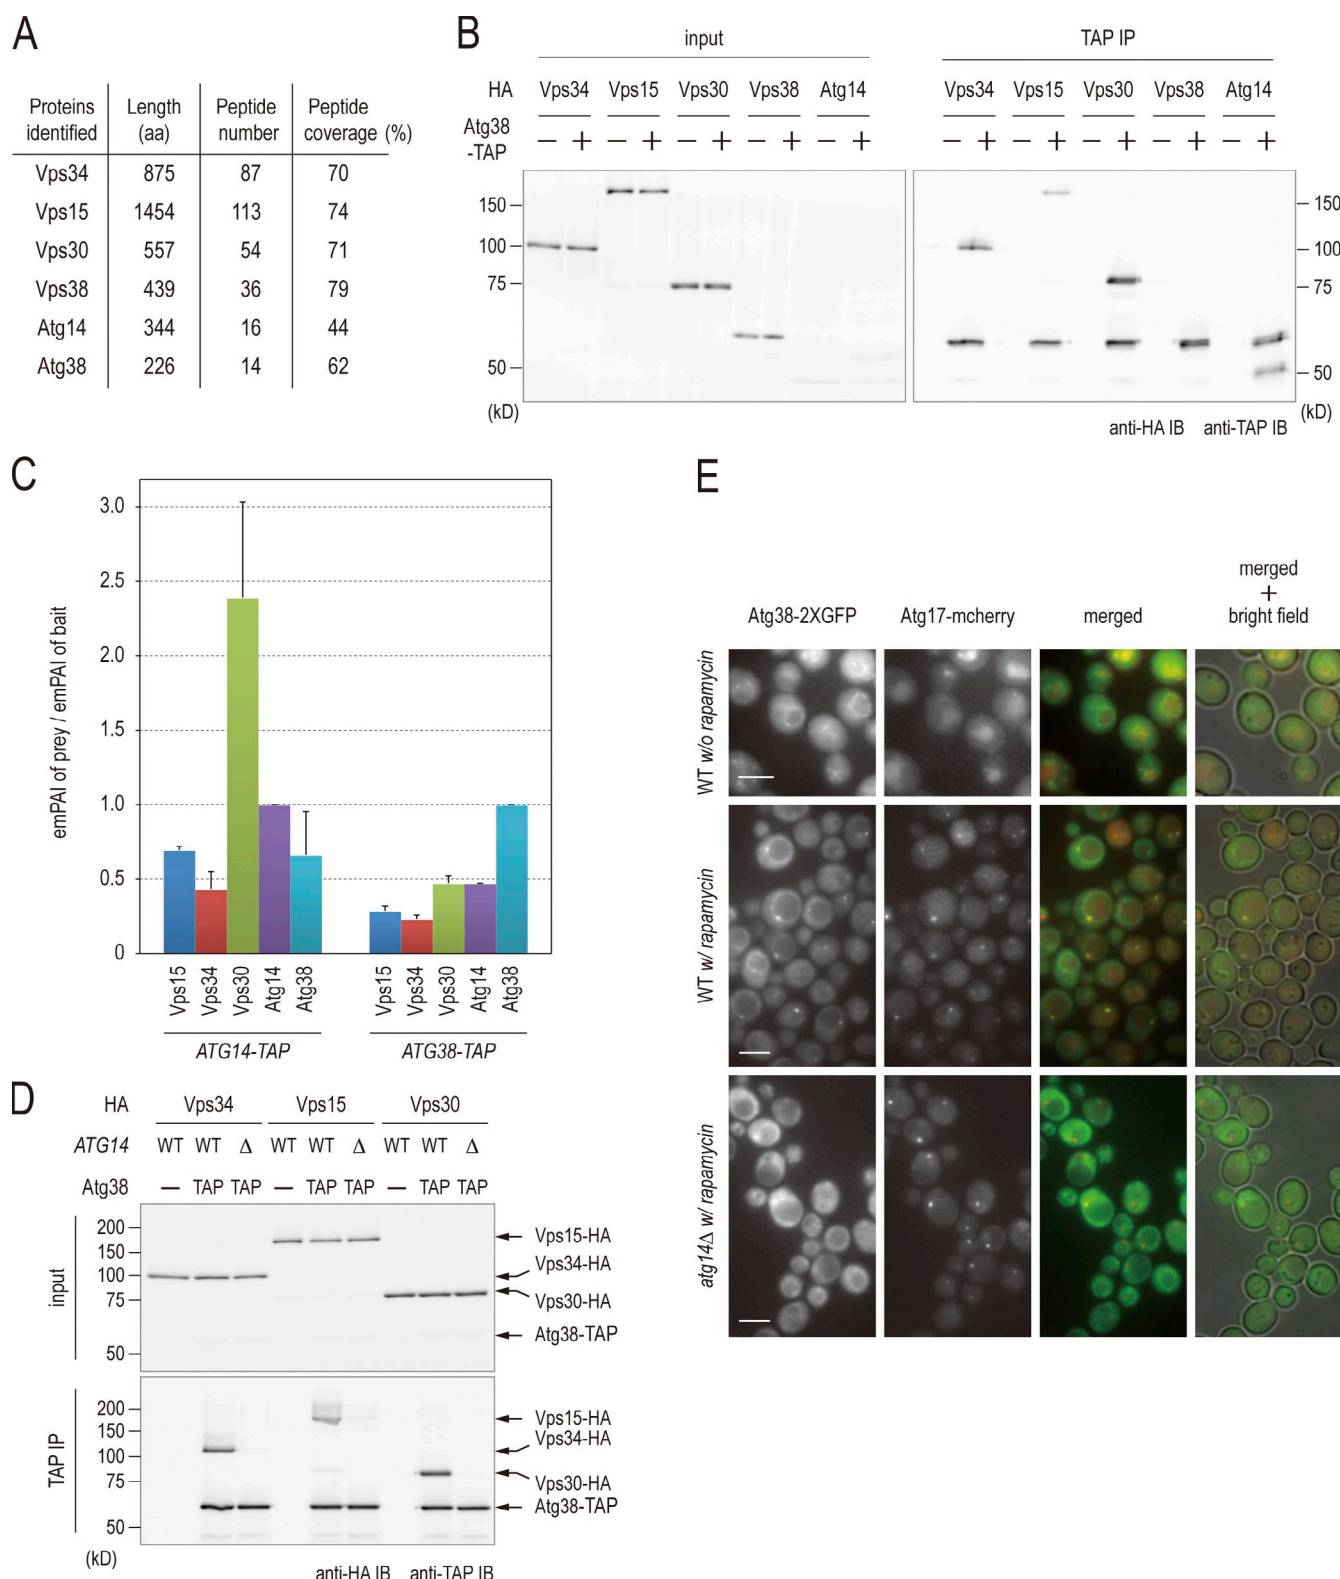 A
Proteins identified | Length (aa) | Peptide number | Peptide coverage (%)
Vps34 875 87 70
Vps15 1454 113 74
Vps30 557 54 71
Vps38 439 36 79
Atg14 344 16 44
Atg38 226 14 62
B
input TAP IP
HA Vps34 Vps15 Vps30 Vps38 Atg14 Vps34 Vps15 Vps30 Vps38 Atg14
Atg38
-TAP − + − + − + − + − + − + − + − + − + − +
150 150
100 100
75 75
50 50
(kD) (kD)
anti-HA IB anti-TAP IB
C
emPAI of prey / emPAI of bait
3.0
2.5
2.0
1.5
1.0
0.5
0
Vps15 Vps34 Vps30 Atg14 Atg38 Vps15 Vps34 Vps30 Atg14 Atg38
ATG14-TAP ATG38-TAP
D
HA Vps34 Vps15 Vps30
ATG14 WT WT Δ WT WT Δ WT WT Δ
Atg38 — TAP TAP — TAP TAP — TAP TAP
input
200
150
100
75
50
Vps15-HA
Vps34-HA
Vps30-HA
Atg38-TAP
TAP IP
200
150
100
75
50
Vps15-HA
Vps34-HA
Vps30-HA
Atg38-TAP
(kD)
anti-HA IB anti-TAP IB
E
Atg38-2XGFP Atg17-mcherry merged merged + bright field
WT w/o rapamycin
WT w/ rapamycin
atg14Δ w/ rapamycin